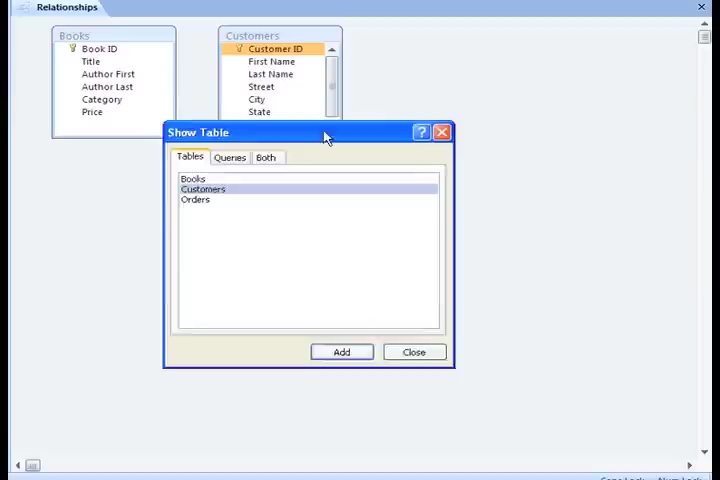 Relationships
Books
Book ID
Title
Author First
Author Last
Category
Price
Customers
Customer ID
First Name
Last Name
Street
City
State
Show Table
Tables
Queries
Both
Books
Customers
Orders
Add
Close